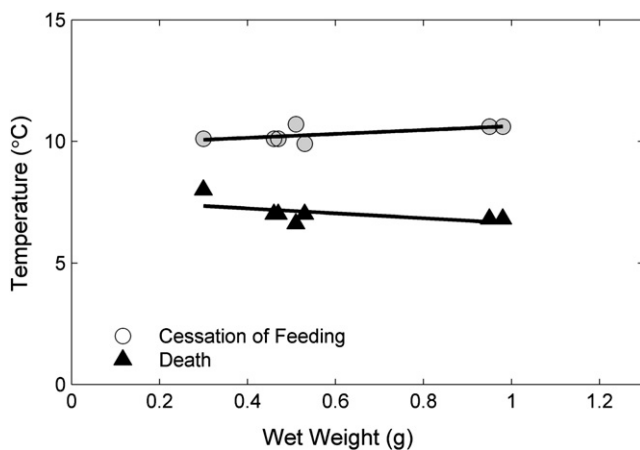 15
10
5
0
Temperature (°C)
Cessation of Feeding
Death
0 0.2 0.4 0.6 0.8 1 1.2
Wet Weight (g)